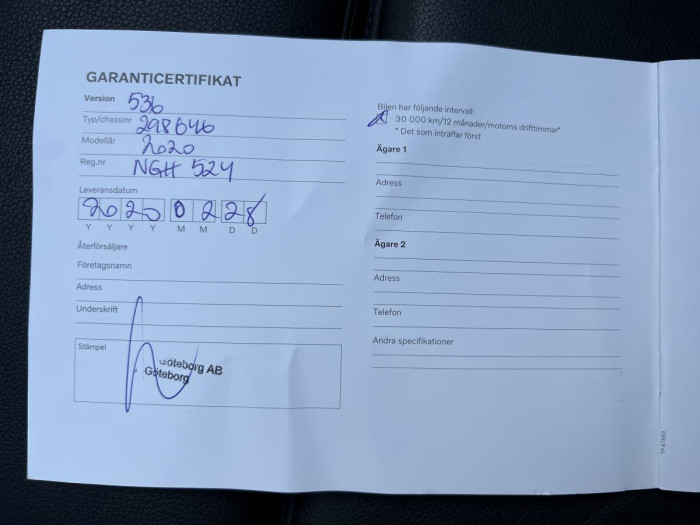 GARANTICERTIFIKAT
Version 536
Typ/chassinr 298646
Modellår 2020
Reg.nr NGH 524
Leveransdatum
2020 02 28
Y Y Y Y M M D D
Återförsäljare
Företagsnamn
Adress
Underskrift
Stämpel
Göteborg AB
Göteborg
Bilen har följande intervall:
30 000 km/12 månader/motorns drifttimmar*
* Det som inträffar först
Ägare 1
Adress
Telefon
Ägare 2
Adress
Telefon
Andra specifikationer